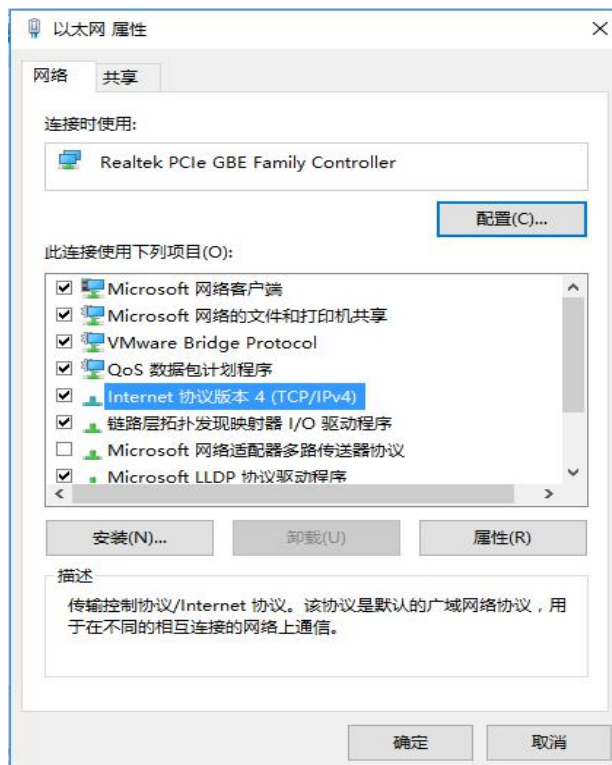 以太网 属性
网络
共享
连接时使用:
Realtek PCIe GBE Family Controller
配置(C)...
此连接使用下列项目(O):
Microsoft 网络客户端
Microsoft 网络的文件和打印机共享
VMware Bridge Protocol
QoS 数据包计划程序
Internet 协议版本 4 (TCP/IPv4)
链路层拓扑发现映射器 I/O 驱动程序
Microsoft 网络适配器多路传送器协议
Microsoft LLDP 协议驱动程序
安装(N)...
卸载(U)
属性(R)
描述
传输控制协议/Internet 协议。该协议是默认的广域网络协议，用
于在不同的相互连接的网络上通信。
确定
取消